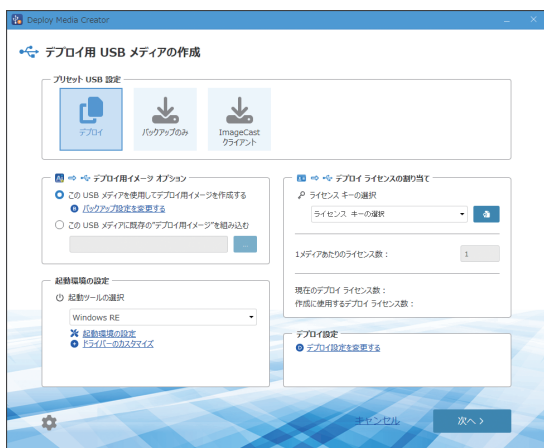 Deploy Media Creator
デプロイ用 USB メディアの作成
プリセット USB 設定
デプロイ
バックアップのみ
ImageCast
クライアント
デプロイ用イメージ オプション
この USB メディアを使用してデプロイ用イメージを作成する
バックアップ設定を変更する
この USB メディアに既存の"デプロイ用イメージ"を組み込む
...
起動環境の設定
起動ツールの選択
Windows RE
起動環境の設定
ドライバーのカスタマイズ
デプロイ ライセンスの割り当て
ライセンス キーの選択
ライセンス キーの選択
1メディアあたりのライセンス数：
1
現在のデプロイ ライセンス数：
作成に使用するデプロイ ライセンス数：
デプロイ設定
デプロイ設定を変更する
キャンセル
次へ >